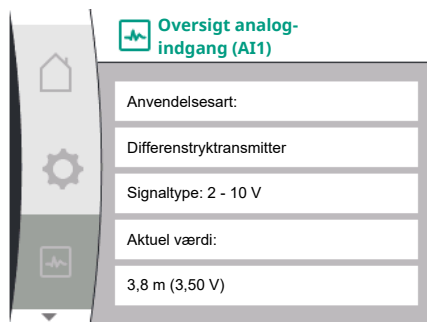 Oversigt analog-
indgang (AI1)
Anvendelsesart:
Differenstryktransmitter
Signaltype: 2 - 10 V
Aktuel værdi:
3,8 m (3,50 V)